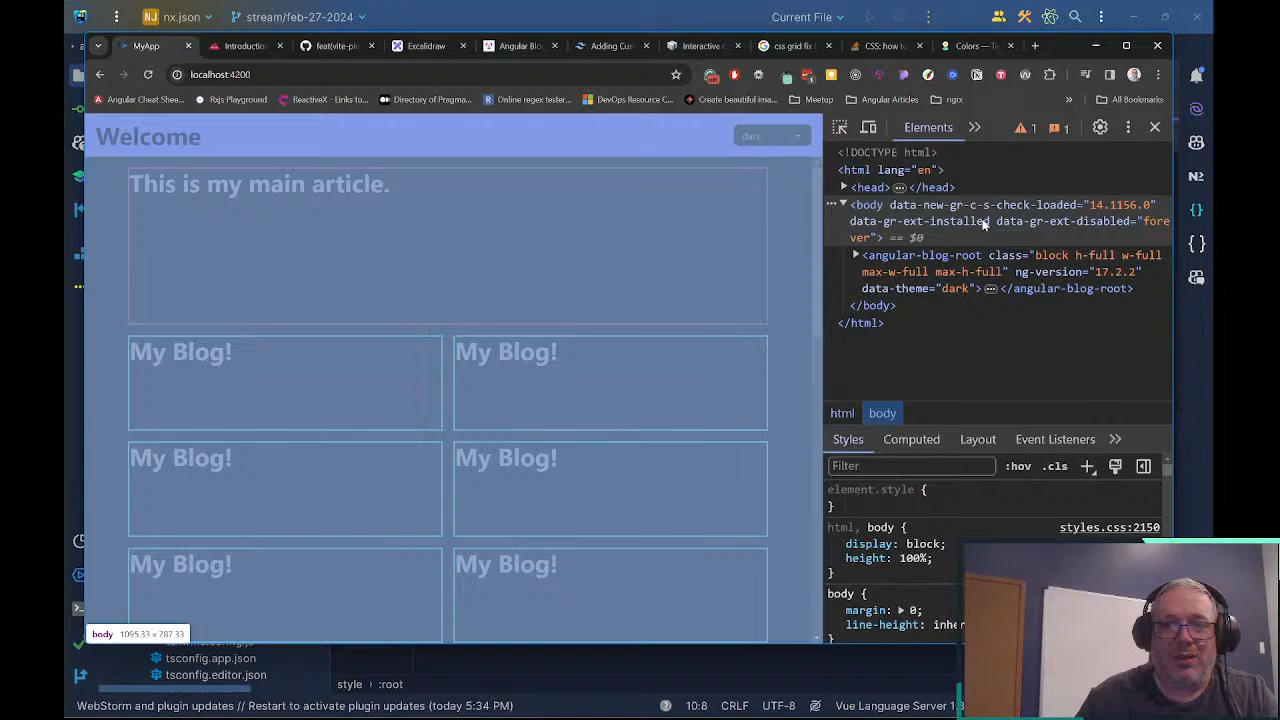 nx.json
stream/feb-27-2024
Current File
MyApp
Introduction
feat(vite-plu
Excalidraw
Angular Blo
Adding Cus
Interactive C
css grid fix t
CSS: how to
Colors — Ta
localhost:4200
Angular Cheat Shee...
Rxjs Playground
ReactiveX - Links to...
Directory of Pragma...
Online regex tester...
DevOps Resource C...
Create beautiful ima...
Meetup
Angular Articles
ngrx
All Bookmarks
Welcome
dark
Elements
1
1
<!DOCTYPE html>
<html lang="en">
<head> </head>
<body data-new-gr-c-s-check-loaded="14.1156.0"
data-gr-ext-installed data-gr-ext-disabled="fore
ver"> == $0
<angular-blog-root class="block h-full w-full
max-w-full max-h-full" ng-version="17.2.2"
data-theme="dark"> </angular-blog-root>
</body>
</html>
This is my main article.
My Blog! My Blog!
My Blog! My Blog!
My Blog! My Blog!
html body
Styles Computed Layout Event Listeners
Filter
:hov .cls
element.style {
}
html, body { styles.css:2150
display: block;
height: 100%;
}
body {
margin: 0;
line-height: inher
}
body 1095.33 × 787.33
tsconfig.app.json
tsconfig.editor.json
style :root
WebStorm and plugin updates // Restart to activate plugin updates (today 5:34 PM)
10:8 CRLF UTF-8 Vue Language Server 1.8